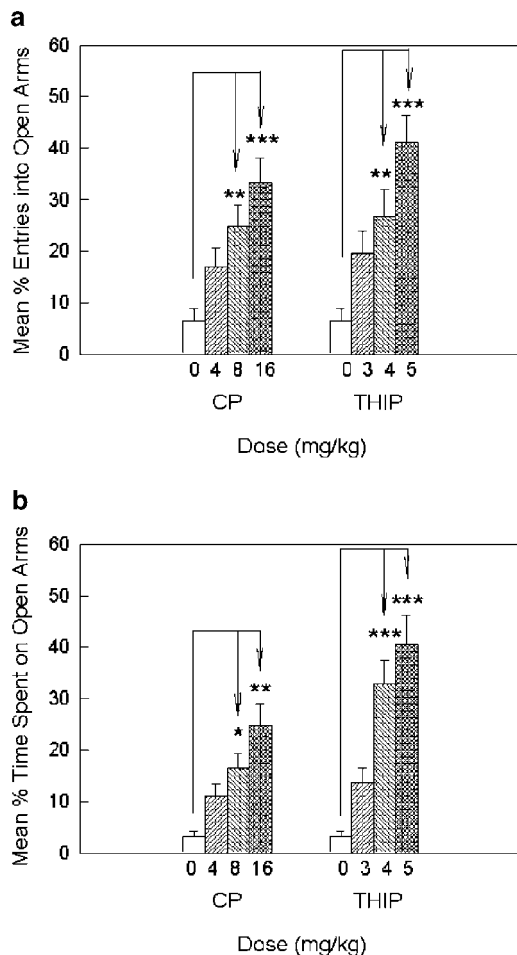 a
Mean % Entries into Open Arms
60
50
40
30
20
10
0
** *** ** ***
0 4 8 16 0 3 4 5
CP THIP
Dose (mg/kg)
b
Mean % Time Spent on Open Arms
60
50
40
30
20
10
0
* ** *** ***
0 4 8 16 0 3 4 5
CP THIP
Dose (mg/kg)